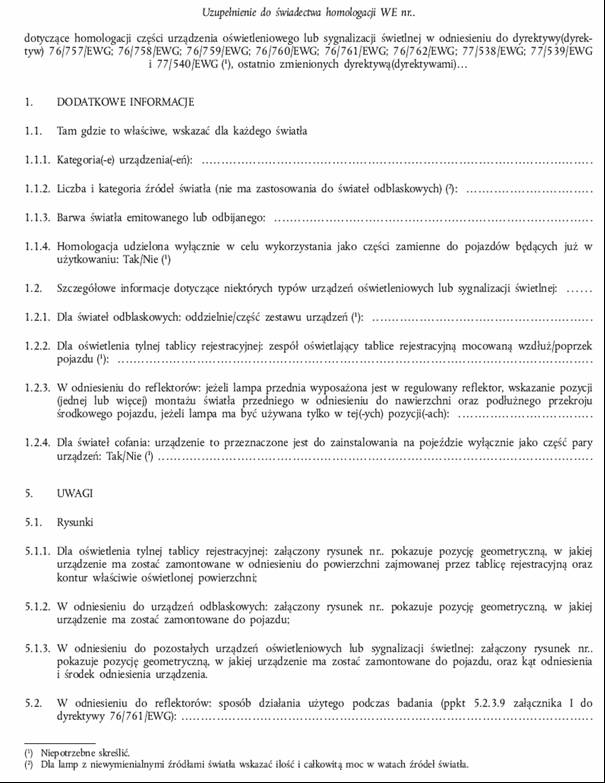 Uzupełnienie do świadectwa homologacji WE nr..
dotyczące homologacji części urządzenia oświetleniowego lub sygnalizacji świetlnej w odniesieniu do dyrektywy(dyrek-
tyw) 76/757/EWG; 76/758/EWG; 76/759/EWG; 76/760/EWG; 76/761/EWG; 76/762/EWG; 77/538/EWG; 77/539/EWG
i 77/540/EWG (¹), ostatnio zmienionych dyrektywą(dyrektywami)…
1. DODATKOWE INFORMACJE
1.1. Tam gdzie to właściwe, wskazać dla każdego światła
1.1.1. Kategoria(-e) urządzenia(-eń): ....................
1.1.2. Liczba i kategoria źródeł światła (nie ma zastosowania do świateł odblaskowych) (²): ....................
1.1.3. Barwa światła emitowanego lub odbijanego: ....................
1.1.4. Homologacja udzielona wyłącznie w celu wykorzystania jako części zamienne do pojazdów będących już w
użytkowaniu: Tak/Nie (¹)
1.2. Szczegółowe informacje dotyczące niektórych typów urządzeń oświetleniowych lub sygnalizacji świetlnej: ......
1.2.1. Dla świateł odblaskowych: oddzielnie/część zestawu urządzeń (¹): ....................
1.2.2. Dla oświetlenia tylnej tablicy rejestracyjnej: zespół oświetlający tablice rejestracyjną mocowaną wzdłuż/poprzek
pojazdu (¹): ....................
1.2.3. W odniesieniu do reflektorów: jeżeli lampa przednia wyposażona jest w regulowany reflektor, wskazanie pozycji
(jednej lub więcej) montażu światła przedniego w odniesieniu do nawierzchni oraz podłużnego przekroju
środkowego pojazdu, jeżeli lampa ma być używana tylko w tej(-ych) pozycji(-ach): ....................
1.2.4. Dla świateł cofania: urządzenie to przeznaczone jest do zainstalowania na pojeździe wyłącznie jako część pary
urządzeń: Tak/Nie (¹) ....................
5. UWAGI
5.1. Rysunki
5.1.1. Dla oświetlenia tylnej tablicy rejestracyjnej: załączony rysunek nr.. pokazuje pozycję geometryczną, w jakiej
urządzenie ma zostać zamontowane w odniesieniu do powierzchni zajmowanej przez tablicę rejestracyjną oraz
kontur właściwie oświetlonej powierzchni;
5.1.2. W odniesieniu do urządzeń odblaskowych: załączony rysunek nr.. pokazuje pozycję geometryczną, w jakiej
urządzenie ma zostać zamontowane do pojazdu;
5.1.3. W odniesieniu do pozostałych urządzeń oświetleniowych lub sygnalizacji świetlnej: załączony rysunek nr..
pokazuje pozycję geometryczną, w jakiej urządzenie ma zostać zamontowane do pojazdu, oraz kąt odniesienia
i środek odniesienia urządzenia.
5.2. W odniesieniu do reflektorów: sposób działania użytego podczas badania (ppkt 5.2.3.9 załącznika I do
dyrektywy 76/761/EWG): ....................
(¹) Niepotrzebne skreślić.
(²) Dla lamp z niewymienialnymi źródłami światła wskazać ilość i całkowitą moc w watach źródeł światła.